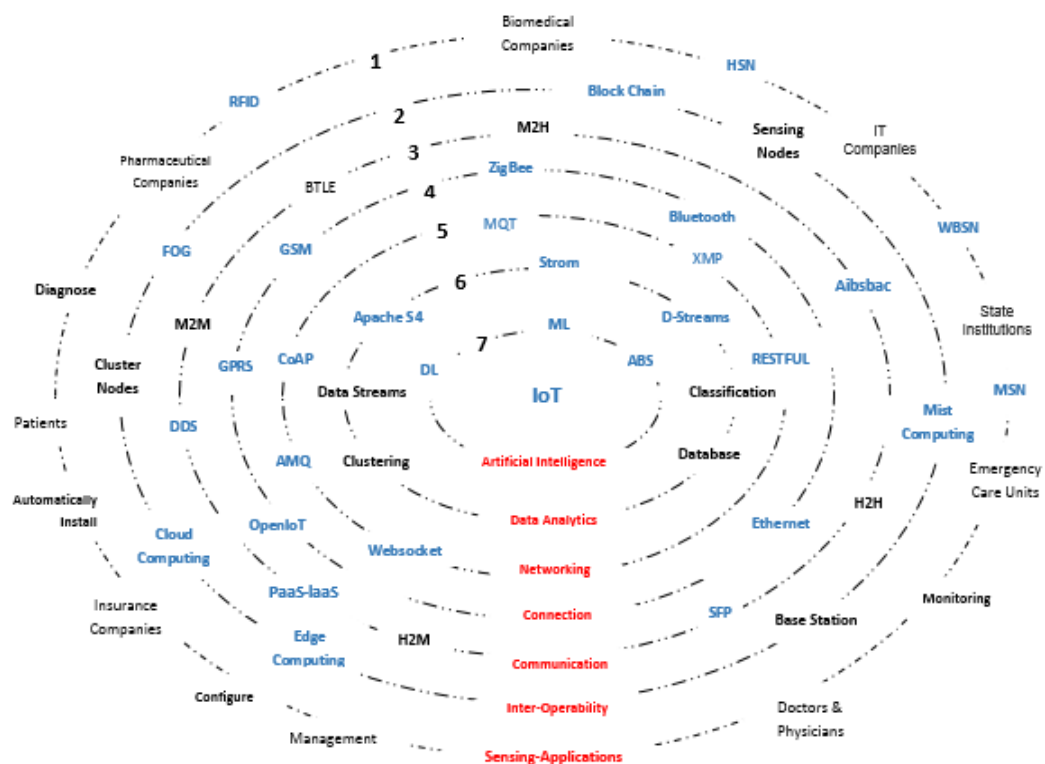 Biomedical
Companies
1
HSN
RFID
Block Chain
2
M2H
Sensing
Nodes
IT
Companies
3
Pharmaceutical
Companies
BTLE
ZigBee
4
MQT
Bluetooth
WBSN
5
FOG
GSM
Strom
XMP
Diagnose
6
Aibsbac
State
Institutions
M2M
Apache S4
ML
D-Streams
7
Cluster
Nodes
GPRS
CoAP
DL
ABS
RESTFUL
Data Streams
IoT
Classification
MSN
Patients
DDS
Mist
Computing
AMQ
Clustering
Artificial Intelligence
Database
Emergency
Care Units
Automatically
Install
H2H
Cloud
Computing
OpenIoT
Data Analytics
Ethernet
Websocket
Networking
PaaS-IaaS
Monitoring
Insurance
Companies
Connection
SFP
Base Station
Edge
Computing
H2M
Communication
Configure
Inter-Operability
Doctors &
Physicians
Management
Sensing-Applications